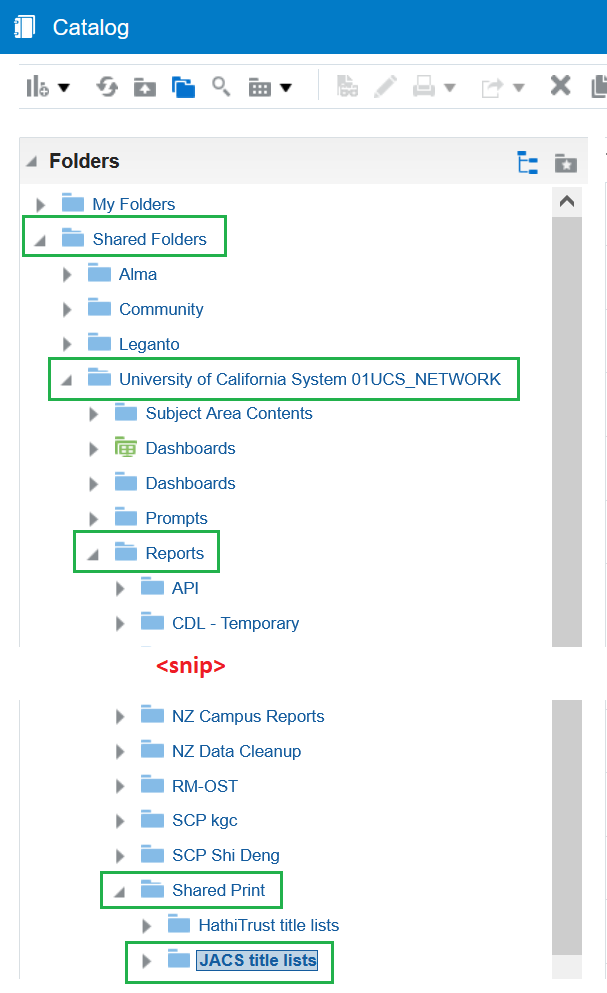 Catalog
Folders
My Folders
Shared Folders
Alma
Community
Leganto
University of California System 01UCS_NETWORK
Subject Area Contents
Dashboards
Dashboards
Prompts
Reports
API
CDL - Temporary
<snip>
NZ Campus Reports
NZ Data Cleanup
RM-OST
SCP kgc
SCP Shi Deng
Shared Print
HathiTrust title lists
JACS title lists